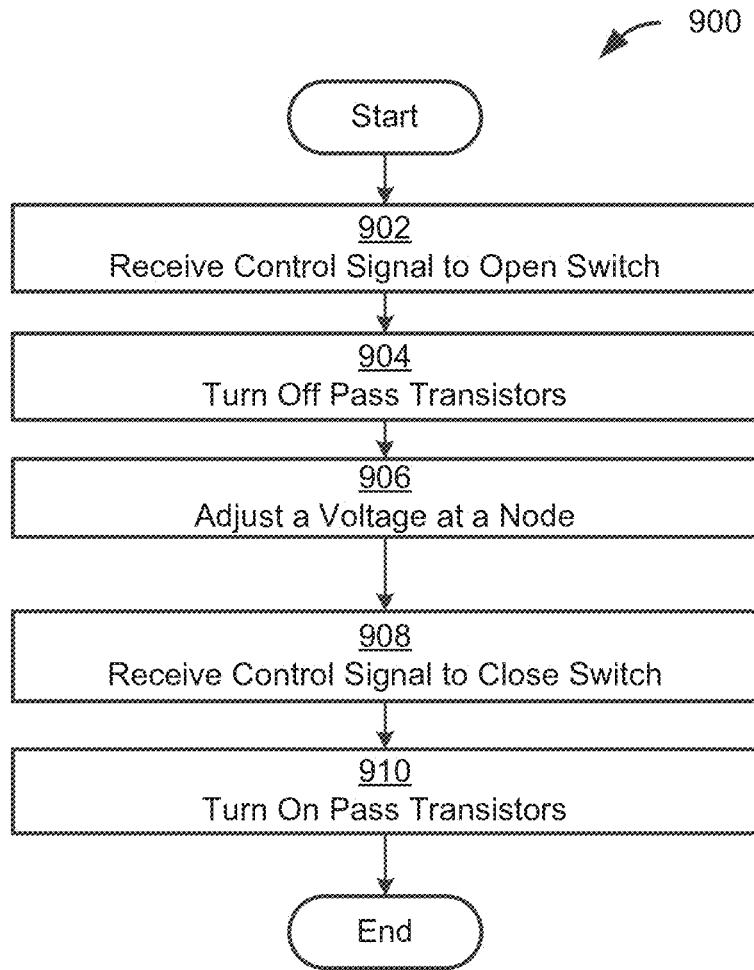 900
Start
902
Receive Control Signal to Open Switch
904
Turn Off Pass Transistors
906
Adjust a Voltage at a Node
908
Receive Control Signal to Close Switch
910
Turn On Pass Transistors
End